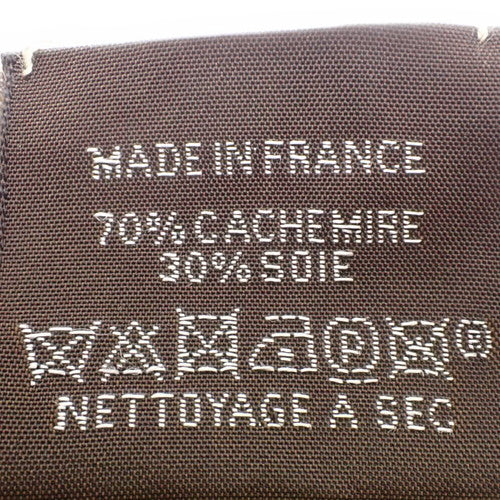 MADE IN FRANCE
70% CACHEMIRE
30% SOIE
P ®
NETTOYAGE A SEC